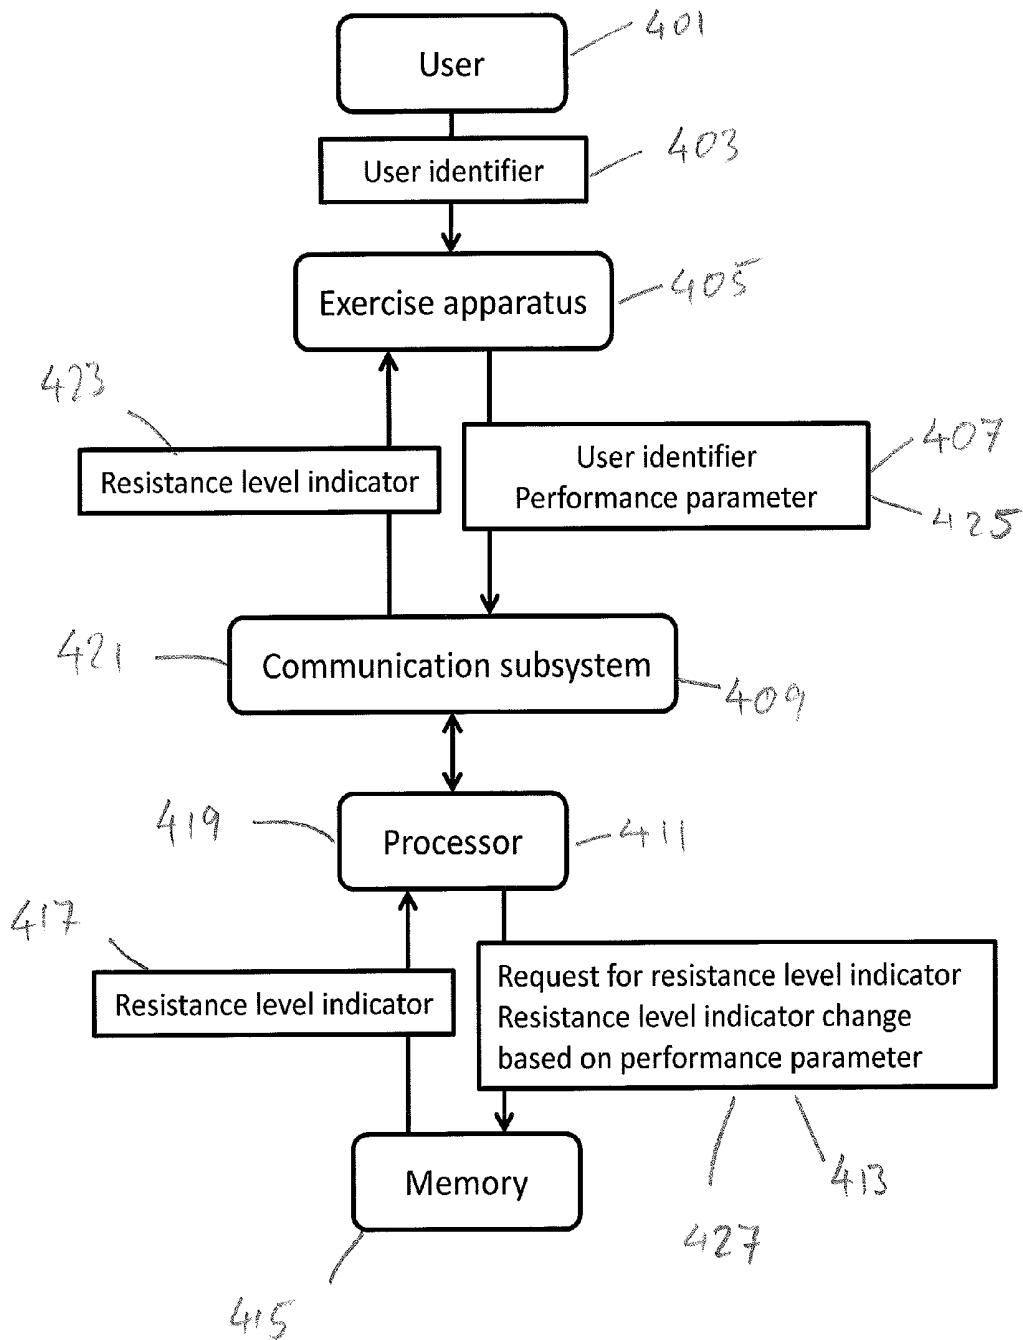 User
401
User identifier
403
Exercise apparatus
405
423
Resistance level indicator
User identifier
Performance parameter
407
425
421
Communication subsystem
409
419
Processor
411
417
Resistance level indicator
Request for resistance level indicator
Resistance level indicator change
based on performance parameter
Memory
413
427
415